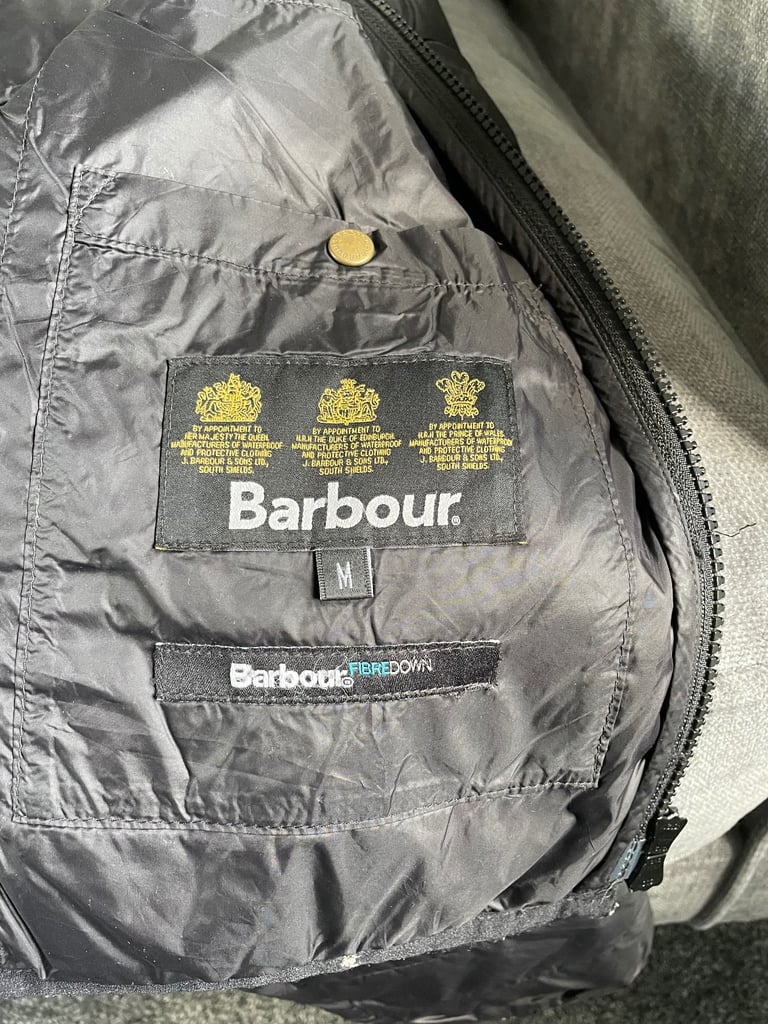 BY APPOINTMENT TO
HER MAJESTY THE QUEEN
MANUFACTURERS OF WATERPROOF
AND PROTECTIVE CLOTHING
J. BARBOUR & SONS LTD.,
SOUTH SHIELDS.
BY APPOINTMENT TO
H.R.H THE DUKE OF EDINBURGH
MANUFACTURERS OF WATERPROOF
AND PROTECTIVE CLOTHING
J. BARBOUR & SONS LTD.,
SOUTH SHIELDS.
BY APPOINTMENT TO
H.R.H THE PRINCE OF WALES
MANUFACTURERS OF WATERPROOF
AND PROTECTIVE CLOTHING
J. BARBOUR & SONS LTD.,
SOUTH SHIELDS.
Barbour®
M
Barbour® FIBREDOWN